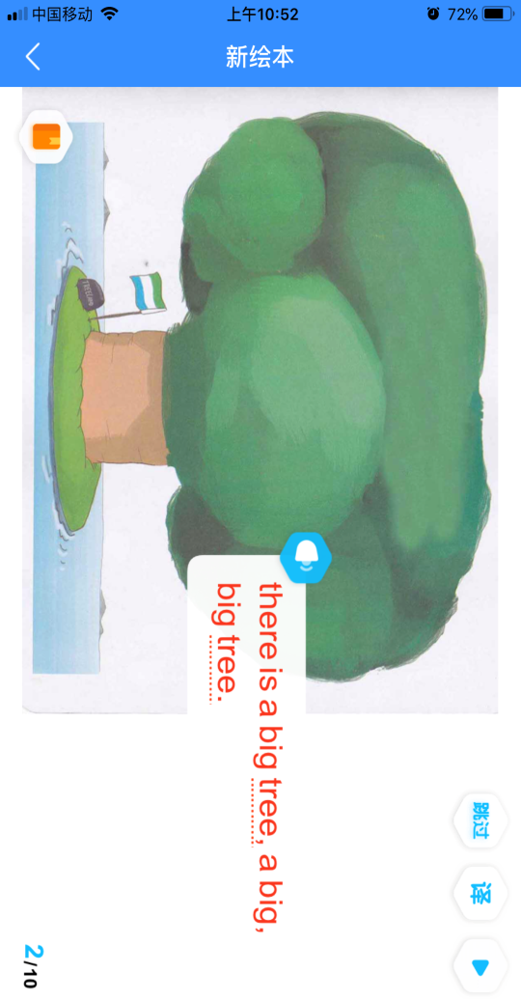 中国移动
上午10:52
72%
新绘本
there is a big tree, a big,
big tree.
跳过
译
2/10